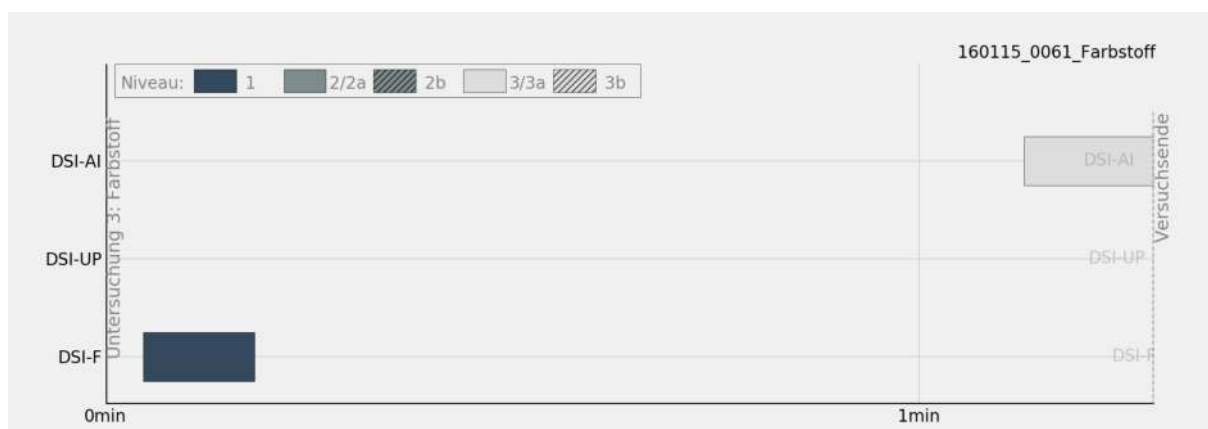 160115_0061_Farbstoff
Niveau: 1 2/2a 2b 3/3a 3b
Untersuchung 3: Farbstoff
Versuchsende
DSI-AI DSI-AI
DSI-UP DSI-UP
DSI-F DSI-F
0min 1min